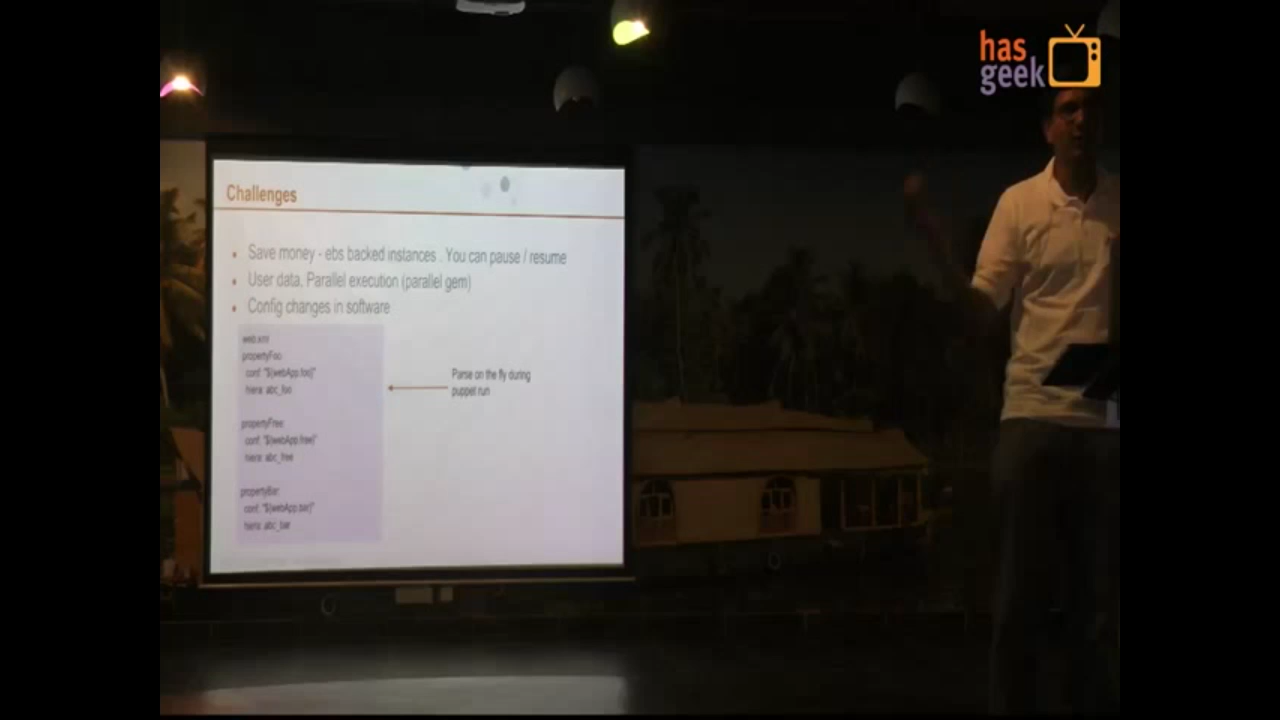 has
geek
Challenges
Save money - ebs backed instances . You can pause / resume
User data. Parallel execution (parallel gem)
Config changes in software
web.xml
propertyFoo:
conf: "${webApp.foo}"
hiera: abc_foo
Parse on the fly during
puppet run
propertyFree:
conf: "${webApp.free}"
hiera: abc_free
propertyBar:
conf: "${webApp.bar}"
hiera: abc_bar